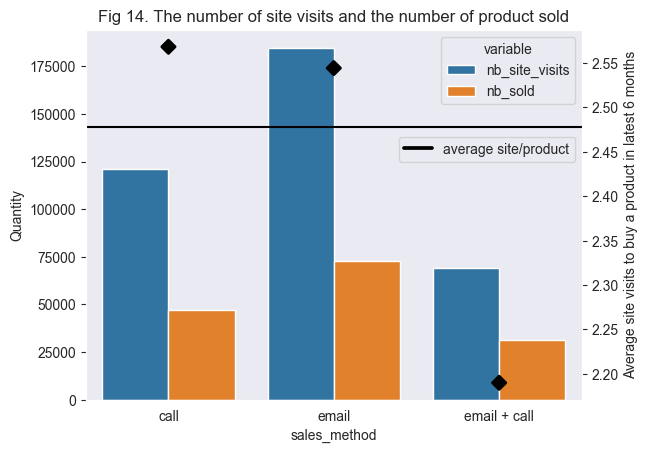 Fig 14. The number of site visits and the number of product sold
175000
150000
125000
100000
75000
50000
25000
0
Quantity
variable
nb_site_visits
nb_sold
average site/product
2.55
2.50
2.45
2.40
2.35
2.30
2.25
2.20
Average site visits to buy a product in latest 6 months
call
email
email + call
sales_method